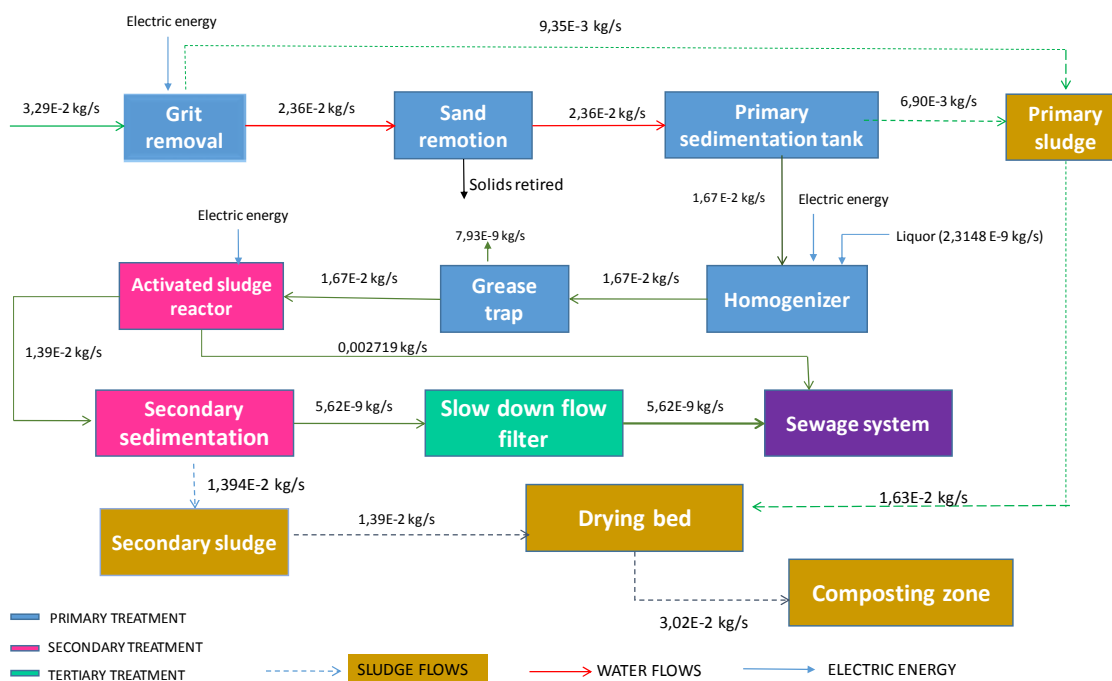 Electric energy
9,35E-3 kg/s
3,29E-2 kg/s
Grit
removal
2,36E-2 kg/s
Sand
remotion
2,36E-2 kg/s
Primary
sedimentation tank
6,90E-3 kg/s
Primary
sludge
Solids retired
1,67 E-2 kg/s
Electric energy
Electric energy
7,93E-9 kg/s
Liquor (2,3148 E-9 kg/s)
Activated sludge
reactor
1,67E-2 kg/s
Grease
trap
1,67E-2 kg/s
Homogenizer
1,39E-2 kg/s
0,002719 kg/s
Secondary
sedimentation
5,62E-9 kg/s
Slow down flow
filter
5,62E-9 kg/s
Sewage system
1,394E-2 kg/s
1,63E-2 kg/s
Secondary sludge
1,39E-2 kg/s
Drying bed
Composting zone
3,02E-2 kg/s
PRIMARY TREATMENT
SECONDARY TREATMENT
TERTIARY TREATMENT
SLUDGE FLOWS
WATER FLOWS
ELECTRIC ENERGY